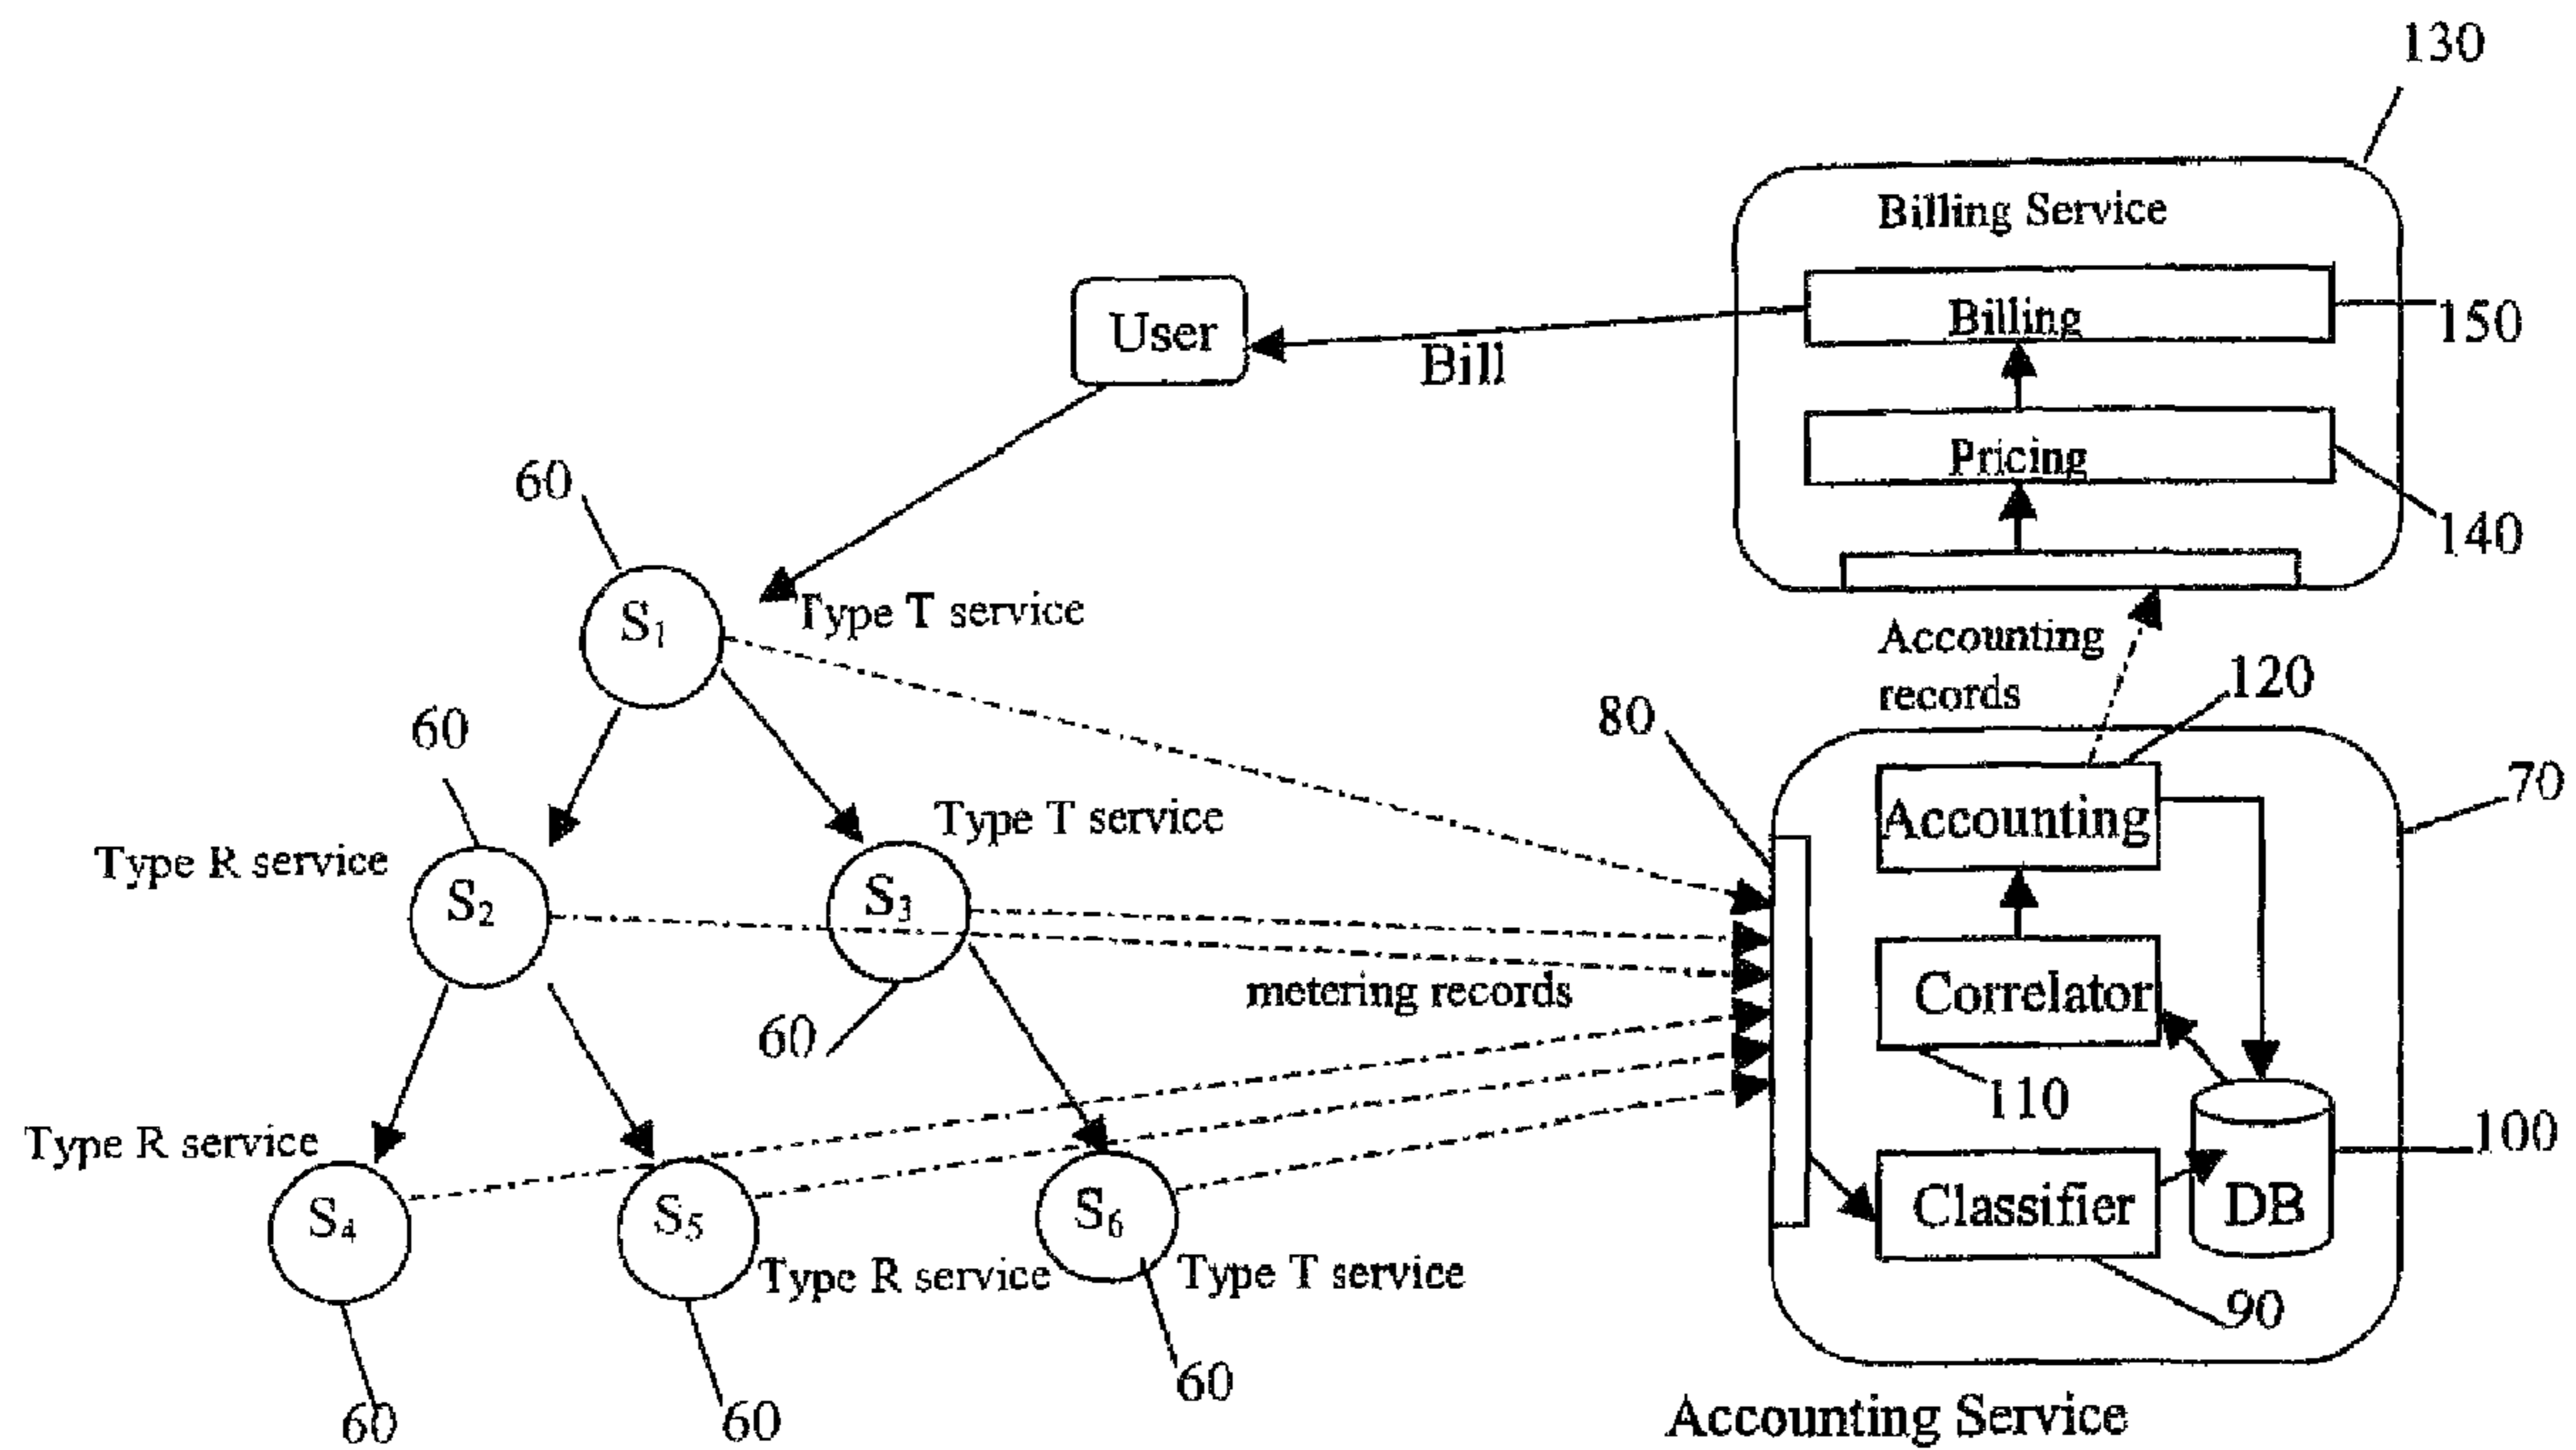 130
Billing Service
User
Billing
150
Bill
Pricing
60
140
S1
Type T service
Accounting
records
120
80
60
70
Type T service
Accounting
Type R service
S2
S3
metering records
Correlator
60
110
Type R service
100
S4
S5
S6
Classifier
DB
Type R service
Type T service
90
60
60
60
Accounting Service